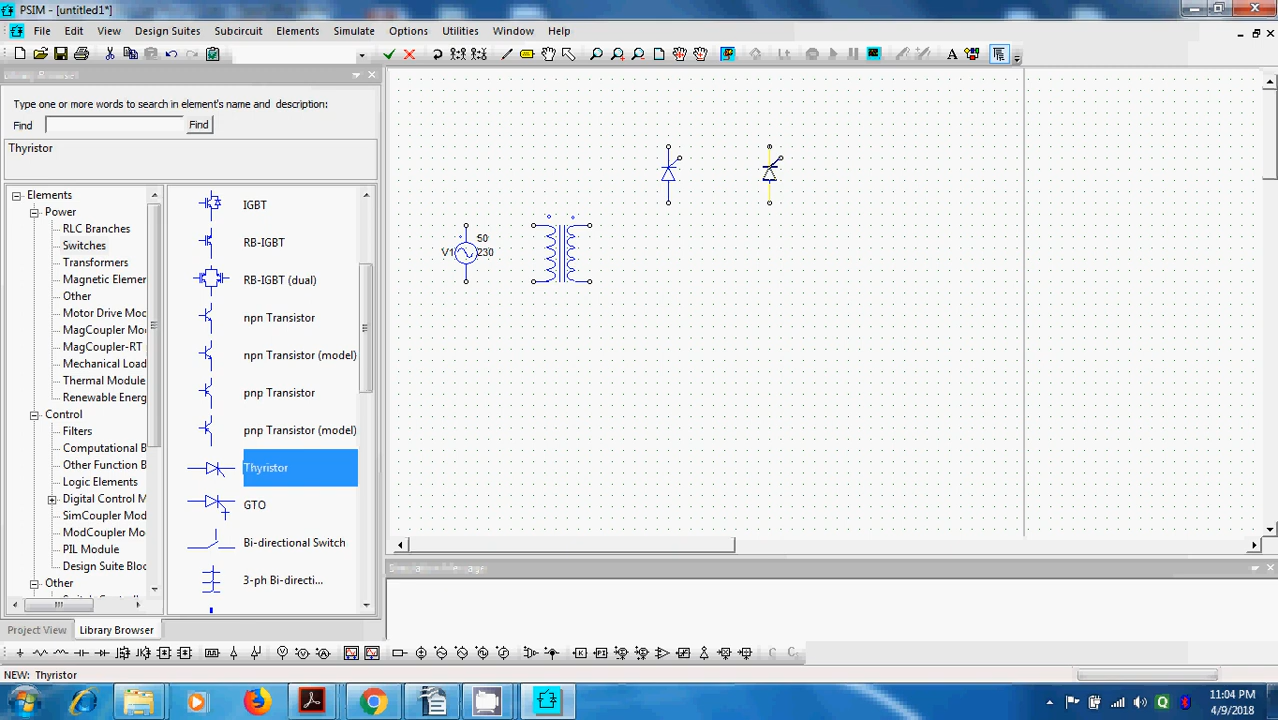 PSIM - [untitled1*]
File Edit View Design Suites Subcircuit Elements Simulate Options Utilities Window Help
Type one or more words to search in element's name and description:
Find Find
Thyristor
Elements
Power
RLC Branches
Switches
Transformers
Magnetic Elemer
Other
Motor Drive Mod
MagCoupler Mo
MagCoupler-RT
Mechanical Load
Thermal Module
Renewable Energ
Control
Filters
Computational B
Other Function B
Logic Elements
Digital Control M
SimCoupler Mod
ModCoupler Mo
PIL Module
Design Suite Bloc
Other
IGBT
RB-IGBT
RB-IGBT (dual)
npn Transistor
npn Transistor (model)
pnp Transistor
pnp Transistor (model)
Thyristor
GTO
Bi-directional Switch
3-ph Bi-directi...
50
V1 230
Project View Library Browser
NEW: Thyristor
11:04 PM
4/9/2018